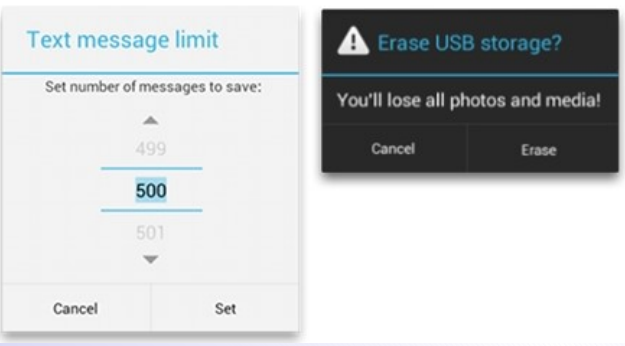 Text message limit
Set number of messages to save:
499
500
501
Cancel Set
Erase USB storage?
You'll lose all photos and media!
Cancel Erase